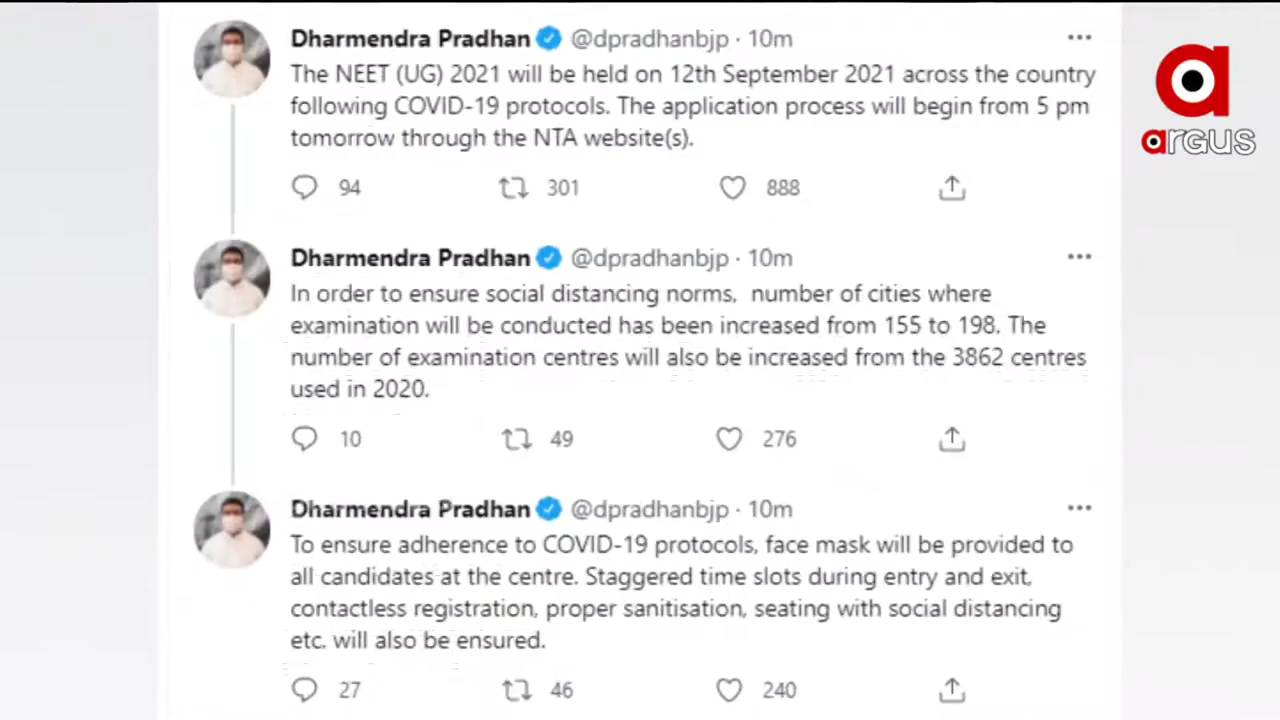 Dharmendra Pradhan @dpradhanbjp · 10m
The NEET (UG) 2021 will be held on 12th September 2021 across the country
following COVID-19 protocols. The application process will begin from 5 pm
tomorrow through the NTA website(s).
94 301 888
Dharmendra Pradhan @dpradhanbjp · 10m
In order to ensure social distancing norms, number of cities where
examination will be conducted has been increased from 155 to 198. The
number of examination centres will also be increased from the 3862 centres
used in 2020.
10 49 276
Dharmendra Pradhan @dpradhanbjp · 10m
To ensure adherence to COVID-19 protocols, face mask will be provided to
all candidates at the centre. Staggered time slots during entry and exit,
contactless registration, proper sanitisation, seating with social distancing
etc. will also be ensured.
27 46 240
a
argus